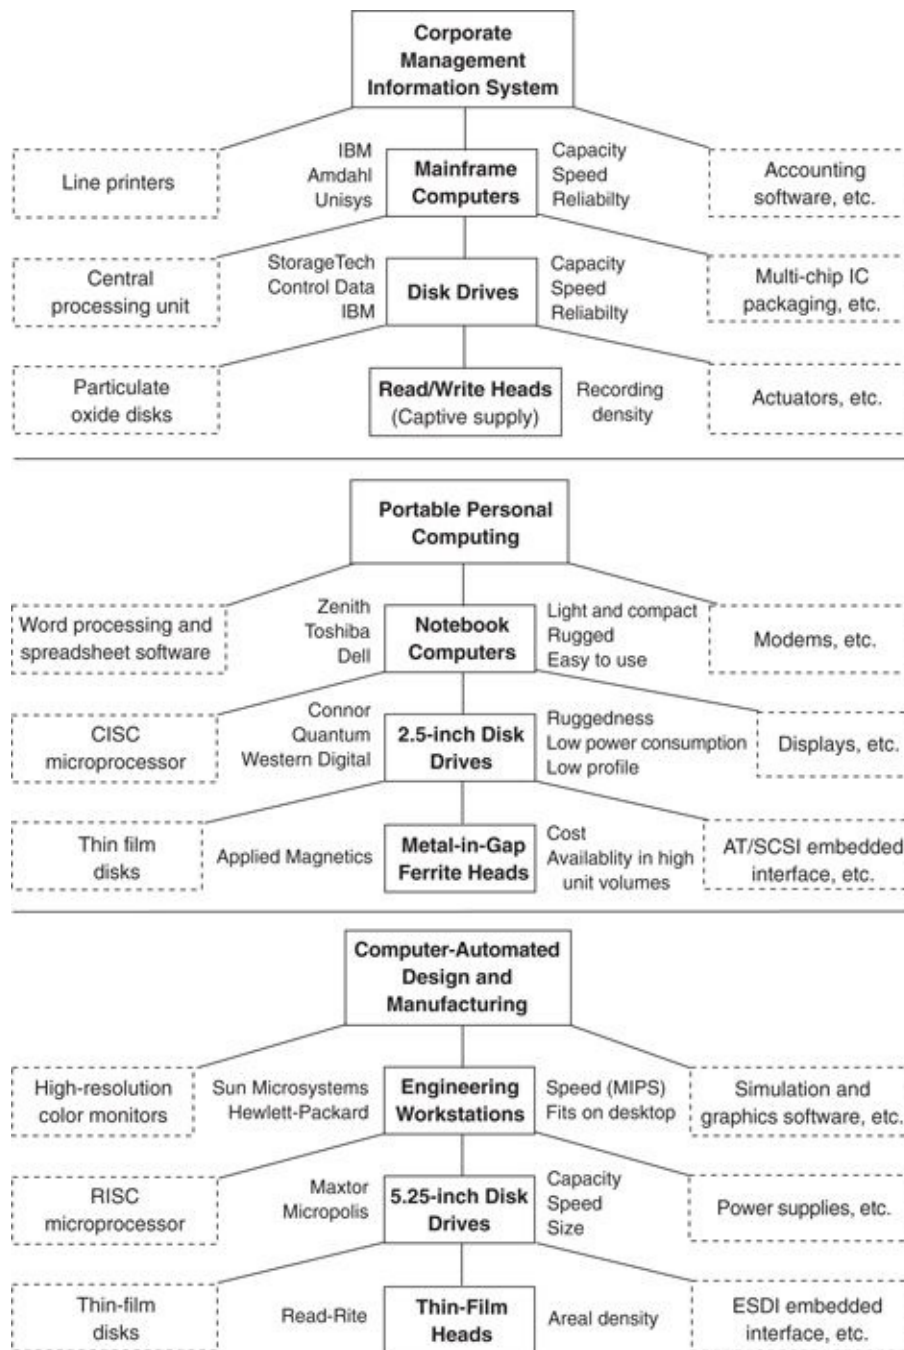 Corporate
Management
Information System
Line printers
IBM
Amdahl
Unisys
Mainframe
Computers
Capacity
Speed
Reliabilty
Accounting
software, etc.
Central
processing unit
StorageTech
Control Data
IBM
Disk Drives
Capacity
Speed
Reliabilty
Multi-chip IC
packaging, etc.
Particulate
oxide disks
Read/Write Heads
(Captive supply)
Recording
density
Actuators, etc.
Portable Personal
Computing
Word processing and
spreadsheet software
Zenith
Toshiba
Dell
Notebook
Computers
Light and compact
Rugged
Easy to use
Modems, etc.
CISC
microprocessor
Connor
Quantum
Western Digital
2.5-inch Disk
Drives
Ruggedness
Low power consumption
Low profile
Displays, etc.
Thin film
disks
Applied Magnetics
Metal-in-Gap
Ferrite Heads
Cost
Availablity in high
unit volumes
AT/SCSI embedded
interface, etc.
Computer-Automated
Design and
Manufacturing
High-resolution
color monitors
Sun Microsystems
Hewlett-Packard
Engineering
Workstations
Speed (MIPS)
Fits on desktop
Simulation and
graphics software, etc.
RISC
microprocessor
Maxtor
Micropolis
5.25-inch Disk
Drives
Capacity
Speed
Size
Power supplies, etc.
Thin-film
disks
Read-Rite
Thin-Film
Heads
Areal density
ESDI embedded
interface, etc.